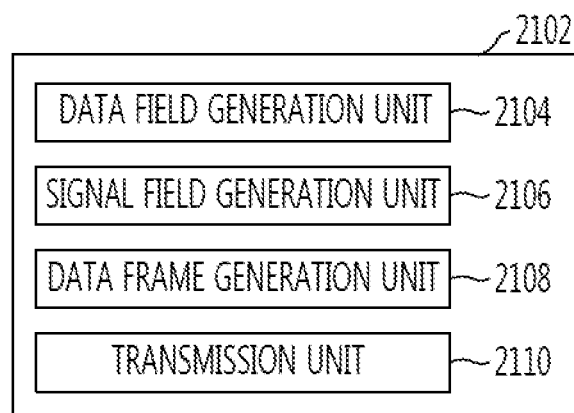 2102
DATA FIELD GENERATION UNIT 2104
SIGNAL FIELD GENERATION UNIT 2106
DATA FRAME GENERATION UNIT 2108
TRANSMISSION UNIT 2110